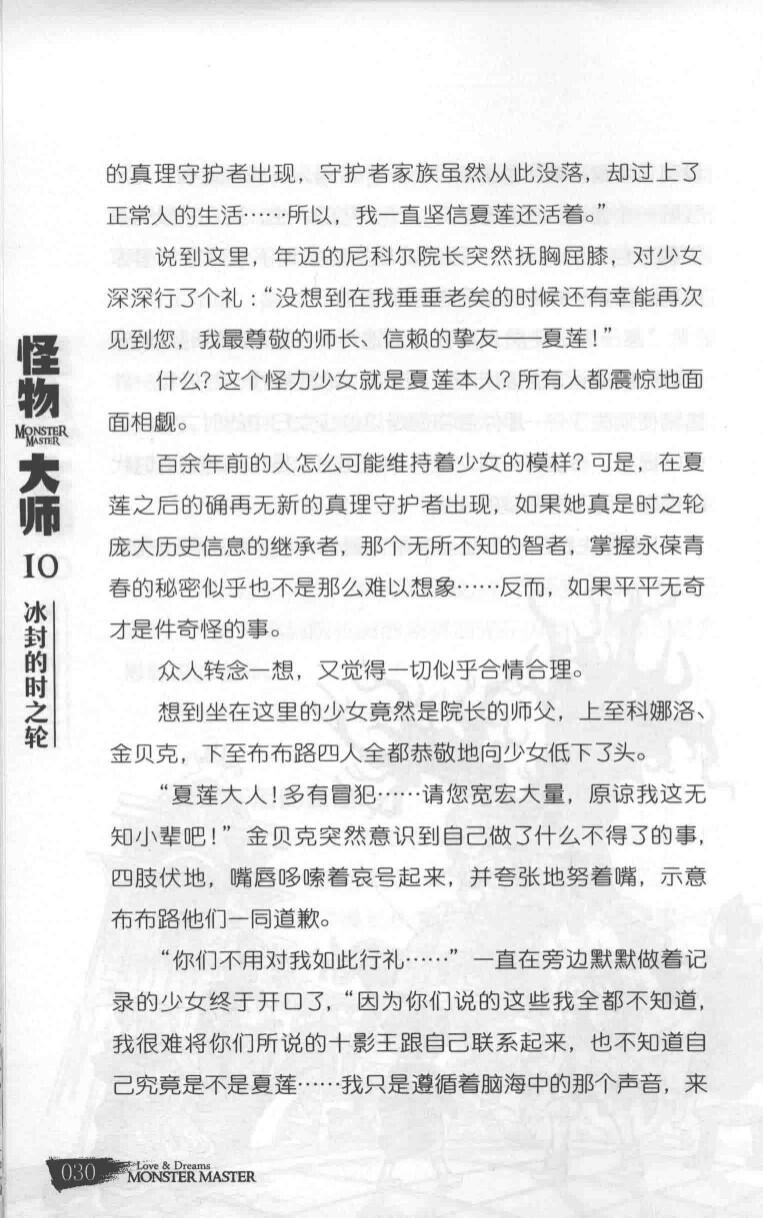 的真理守护者出现，守护者家族虽然从此没落，却过上了
正常人的生活……所以，我一直坚信夏莲还活着。”
说到这里，年迈的尼科尔院长突然抚胸屈膝，对少女
深深行了个礼：“没想到在我垂垂老矣的时候还有幸能再次
见到您，我最尊敬的师长、信赖的挚友——夏莲！”
什么？这个怪力少女就是夏莲本人？所有人都震惊地面
面相觑。
百余年前的人怎么可能维持着少女的模样？可是，在夏
莲之后的确再无新的真理守护者出现，如果她真是时之轮
庞大历史信息的继承者，那个无所不知的智者，掌握永葆青
春的秘密似乎也不是那么难以想象……反而，如果平平无奇
才是件奇怪的事。
众人转念一想，又觉得一切似乎合情合理。
想到坐在这里的少女竟然是院长的师父，上至科娜洛、
金贝克，下至布布路四人全都恭敬地向少女低下了头。
“夏莲大人！多有冒犯……请您宽宏大量，原谅我这无
知小辈吧！”金贝克突然意识到自己做了什么不得了的事，
四肢伏地，嘴唇哆嗦着哀号起来，并夸张地努着嘴，示意
布布路他们一同道歉。
“你们不用对我如此行礼……”一直在旁边默默做着记
录的少女终于开口了，“因为你们说的这些我全都不知道，
我很难将你们所说的十影王跟自己联系起来，也不知道自
己究竟是不是夏莲……我只是遵循着脑海中的那个声音，来
怪物
MONSTER
MASTER
大师
10
冰封的时之轮
030
Love & Dreams
MONSTER MASTER